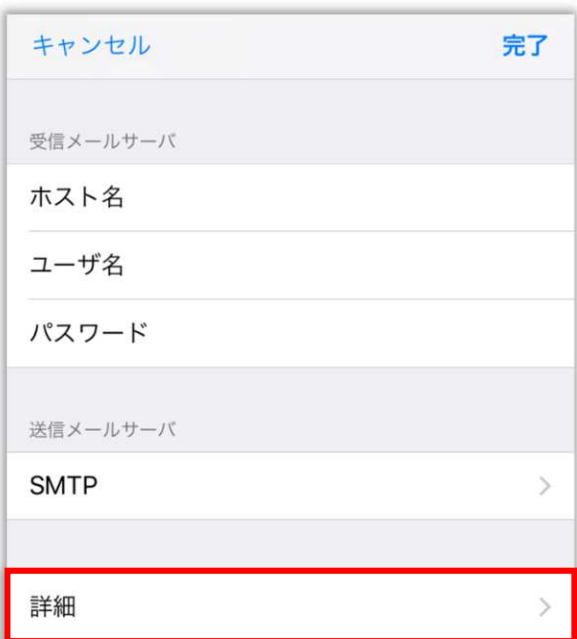 キャンセル 完了
受信メールサーバ
ホスト名
ユーザ名
パスワード
送信メールサーバ
SMTP
詳細